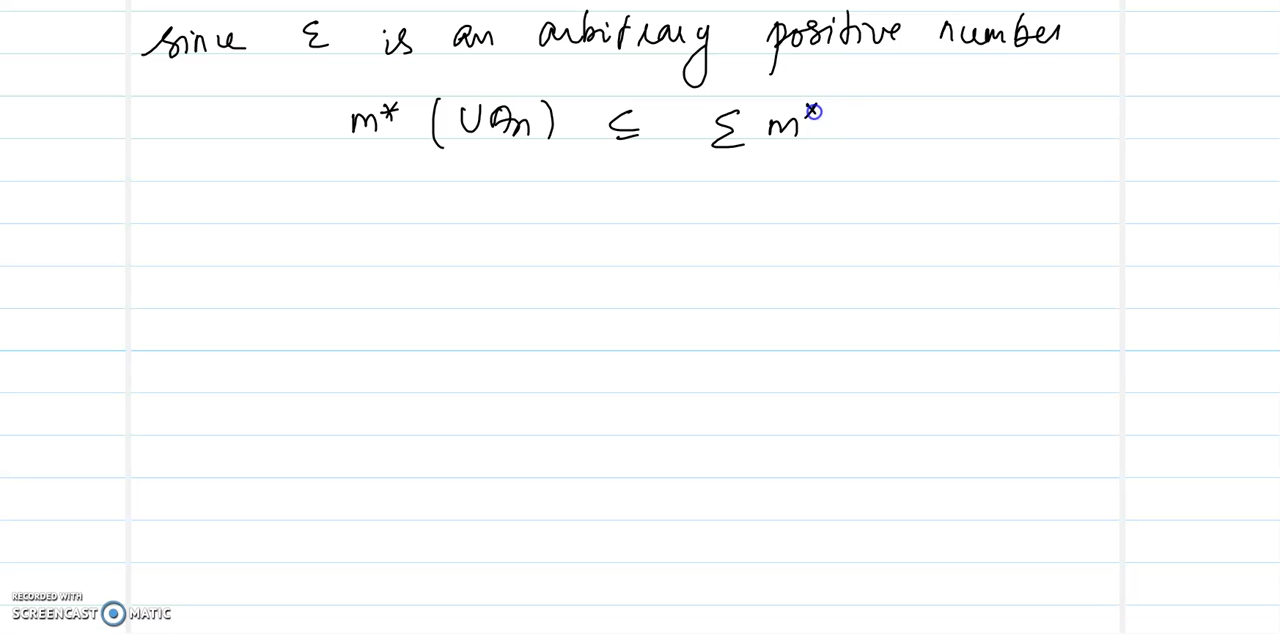 since ε is an arbitrary positive number
m* (∪An) ⊆ Σ m*
RECORDED WITH
SCREENCAST MATIC